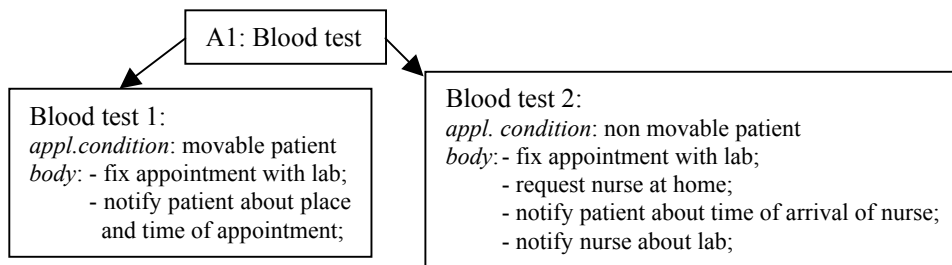 A1: Blood test
Blood test 1:
appl.condition: movable patient
body: - fix appointment with lab;
- notify patient about place
and time of appointment;
Blood test 2:
appl. condition: non movable patient
body: - fix appointment with lab;
- request nurse at home;
- notify patient about time of arrival of nurse;
- notify nurse about lab;